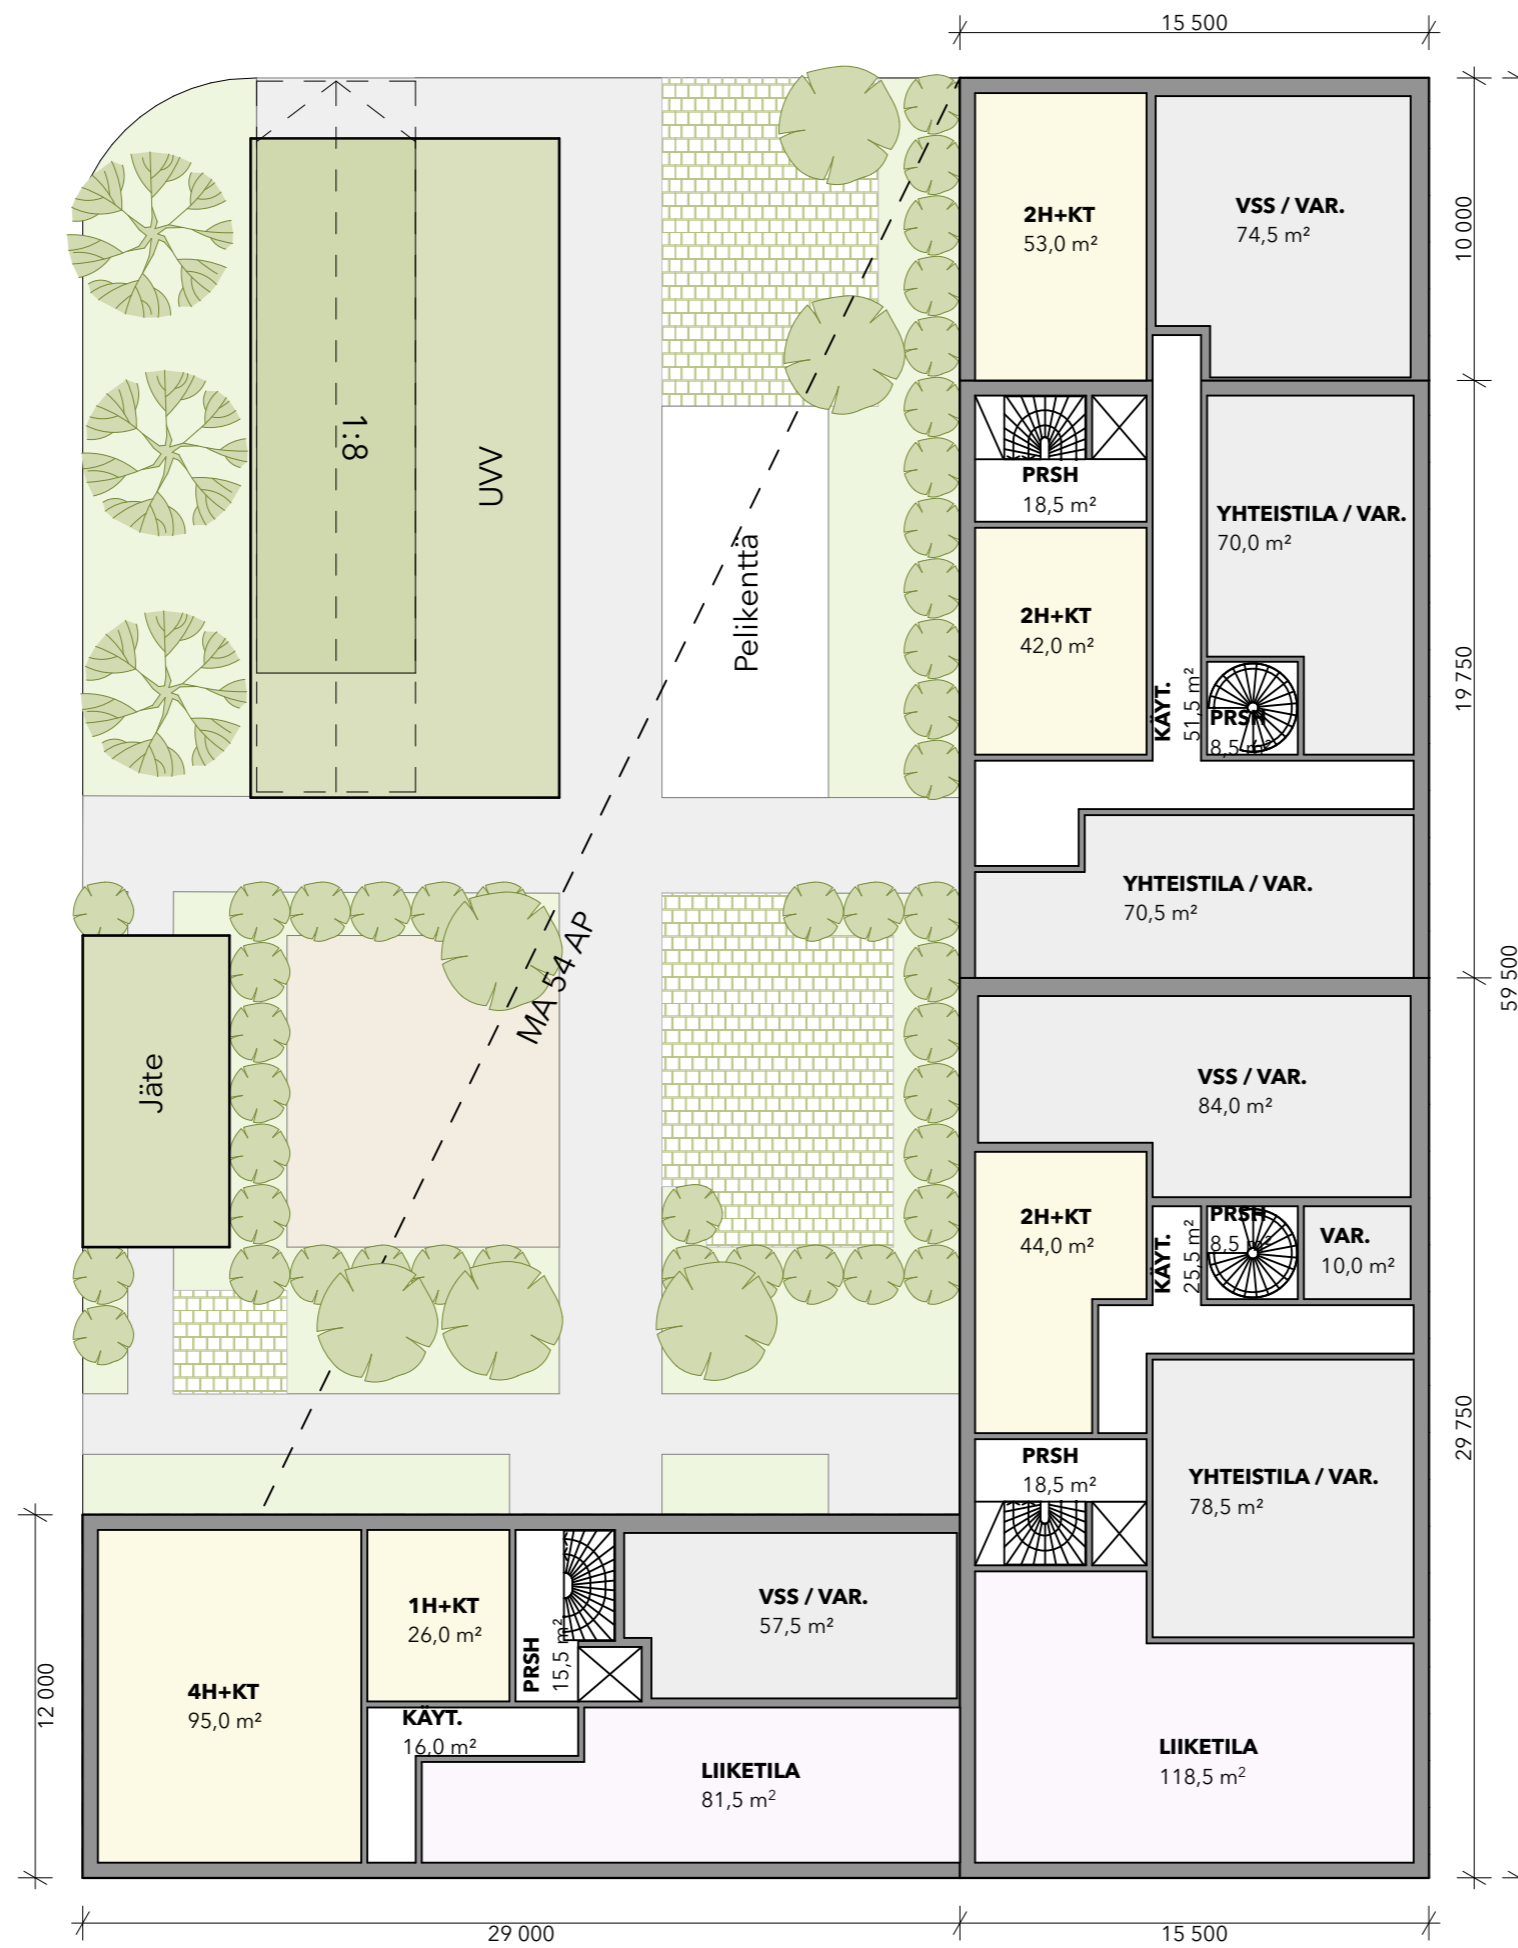 15 500
2H+KT
53,0 m²
VSS / VAR.
74,5 m²
10 000
1:8
UVV
PRSH
18,5 m²
YHTEISTILA / VAR.
70,0 m²
Pelikenttä
2H+KT
42,0 m²
KÄYT.
51,5 m²
PRSH
8,5 m²
19 750
YHTEISTILA / VAR.
70,5 m²
MA 54 AP
59 500
Jäte
VSS / VAR.
84,0 m²
2H+KT
44,0 m²
KÄYT.
25,5 m²
PRSH
8,5 m²
VAR.
10,0 m²
29 750
PRSH
18,5 m²
YHTEISTILA / VAR.
78,5 m²
1H+KT
26,0 m²
PRSH
15,5 m²
VSS / VAR.
57,5 m²
4H+KT
95,0 m²
12 000
KÄYT.
16,0 m²
LIIKETILA
81,5 m²
LIIKETILA
118,5 m²
29 000
15 500